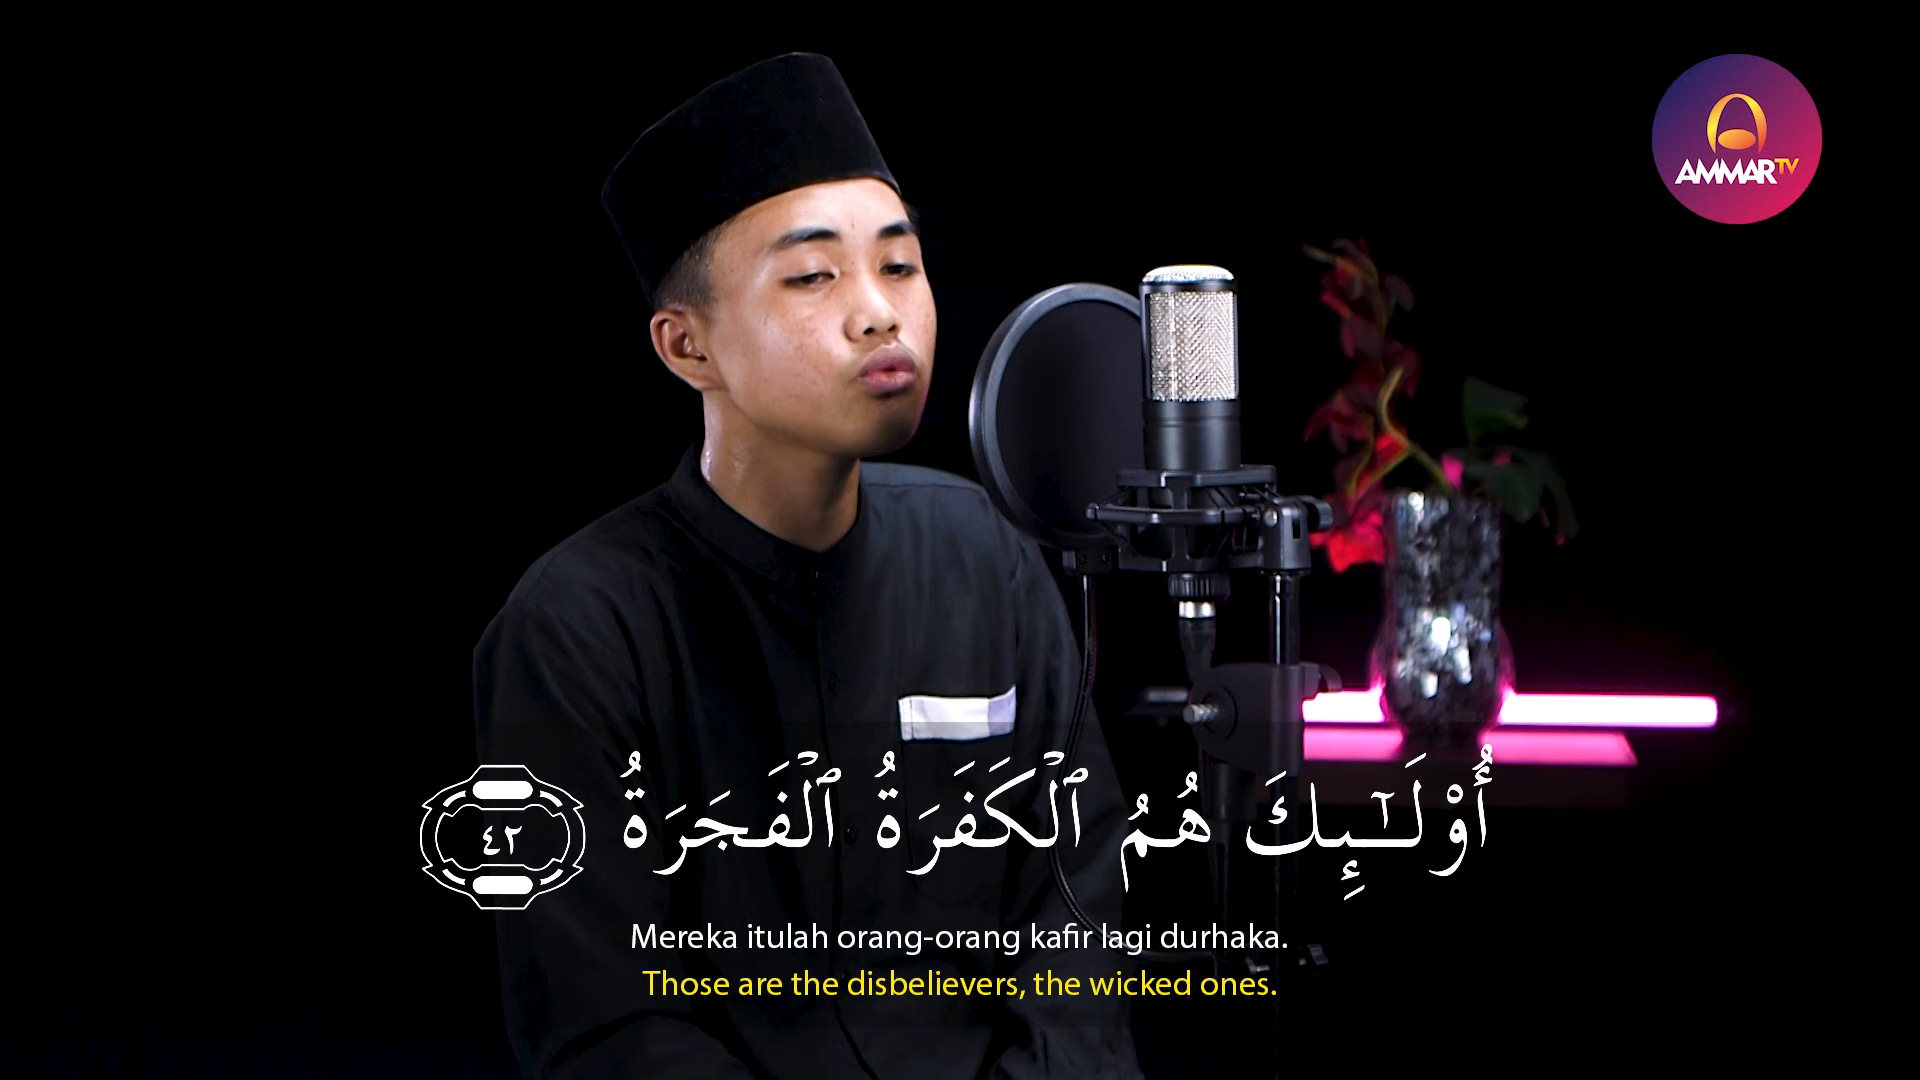 AMMARTV
أُو۟لَـٰٓئِكَ هُمُ ٱلْكَفَرَةُ ٱلْفَجَرَةُ ٤٢
Mereka itulah orang-orang kafir lagi durhaka.
Those are the disbelievers, the wicked ones.